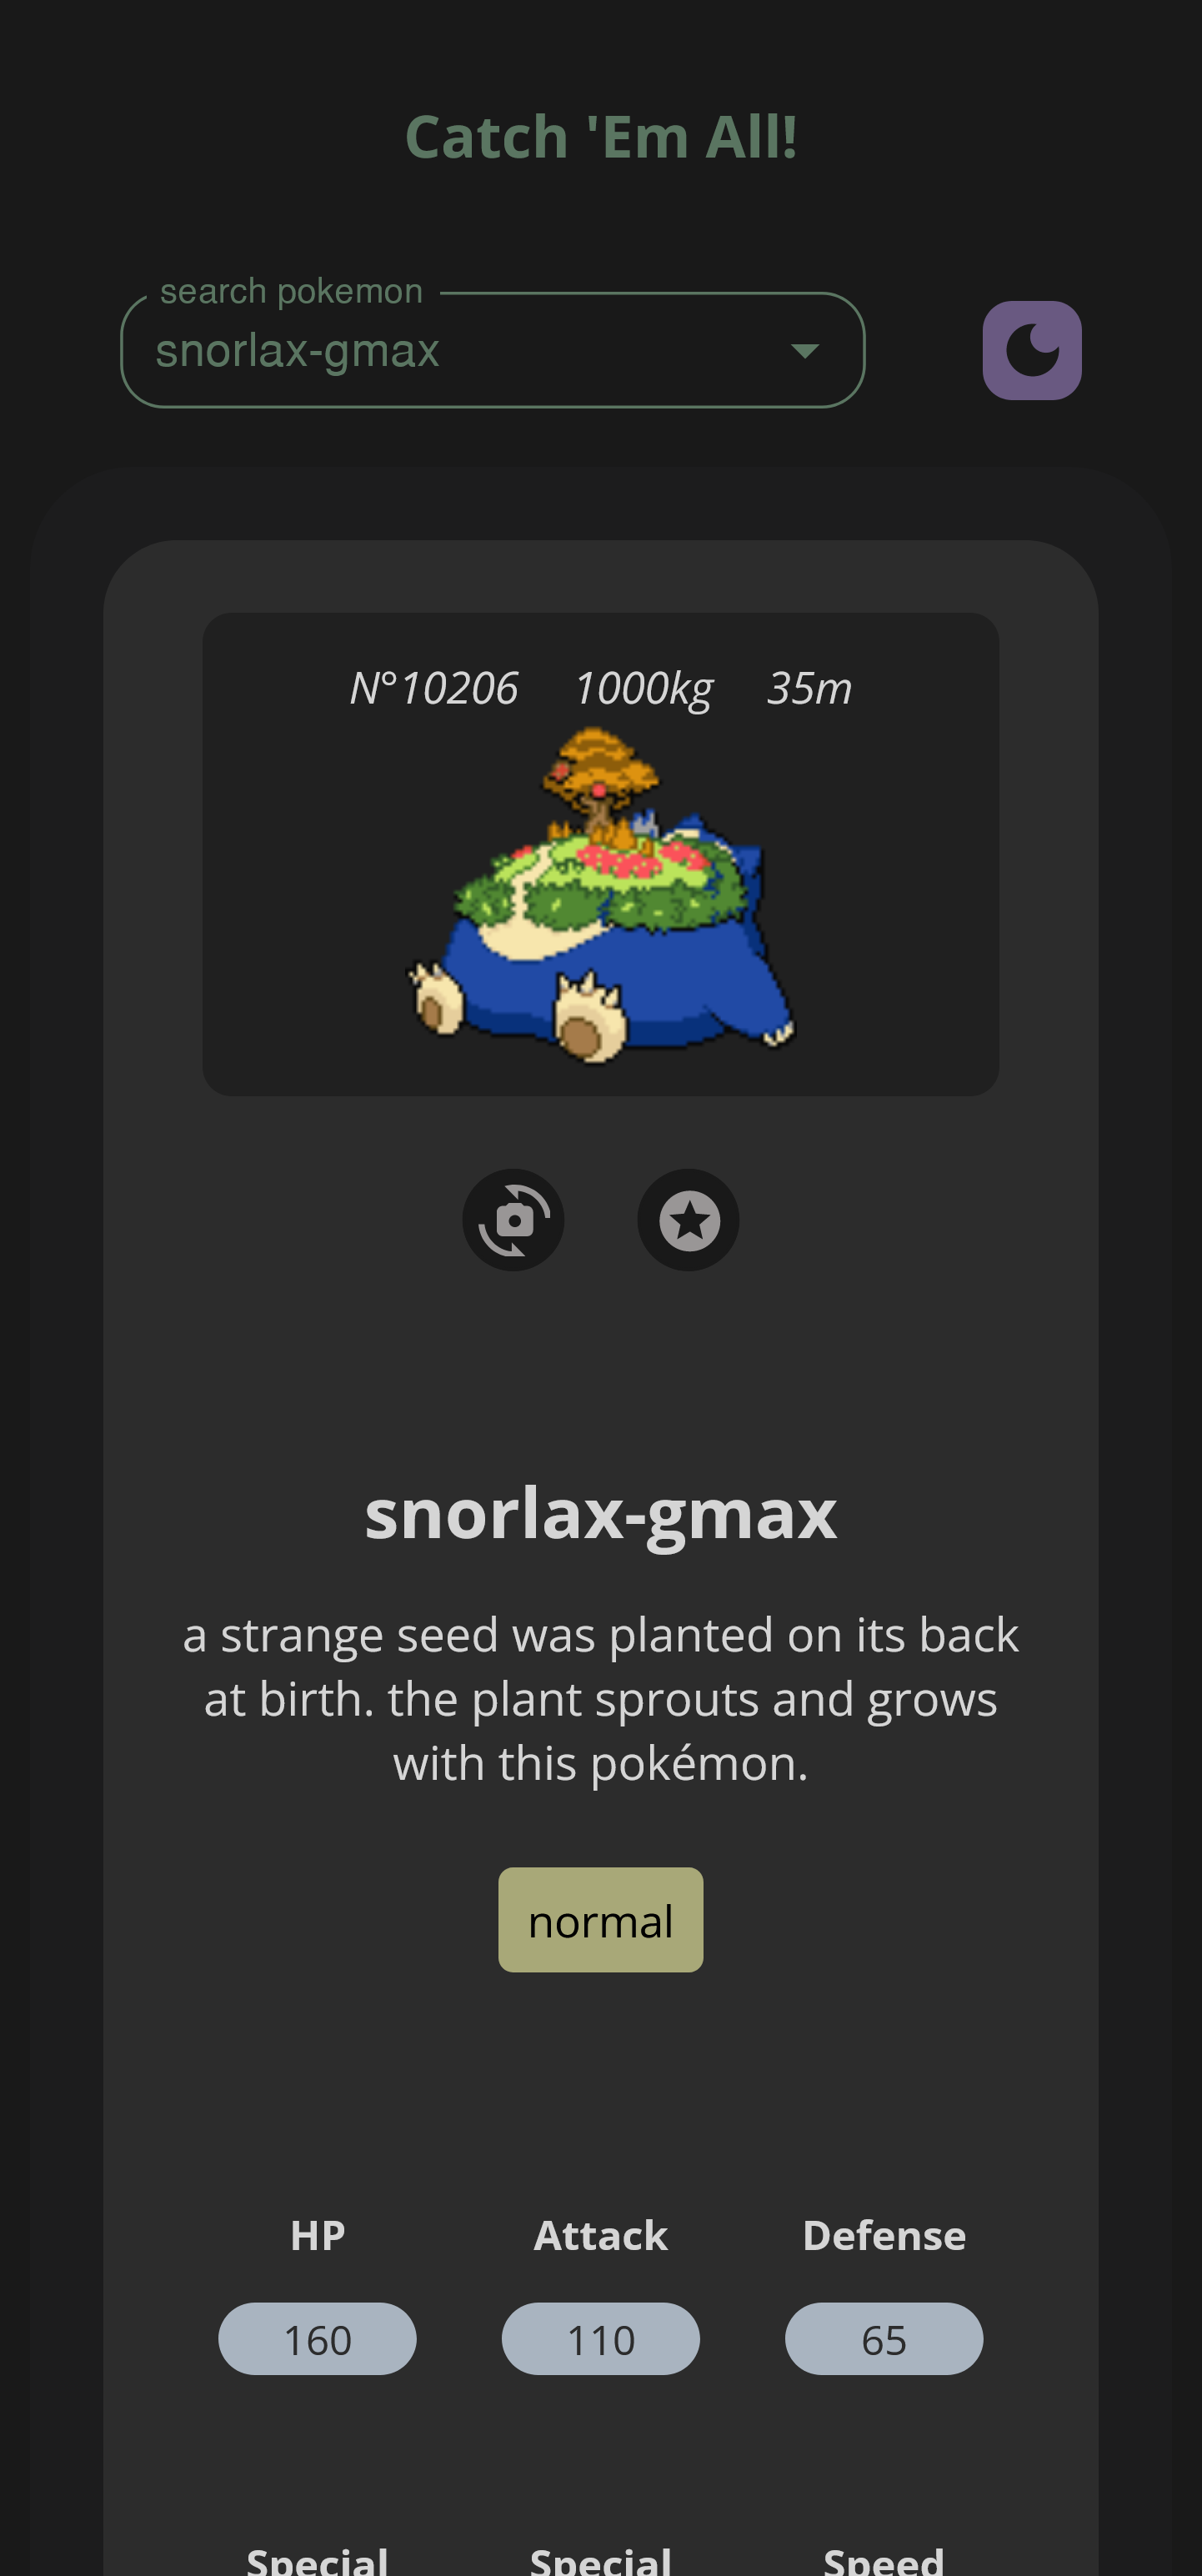 Catch 'Em All!
search pokemon
snorlax-gmax
N°10206 1000kg 35m
snorlax-gmax
a strange seed was planted on its back
at birth. the plant sprouts and grows
with this pokémon.
normal
HP Attack Defense
160 110 65
Special Special Speed